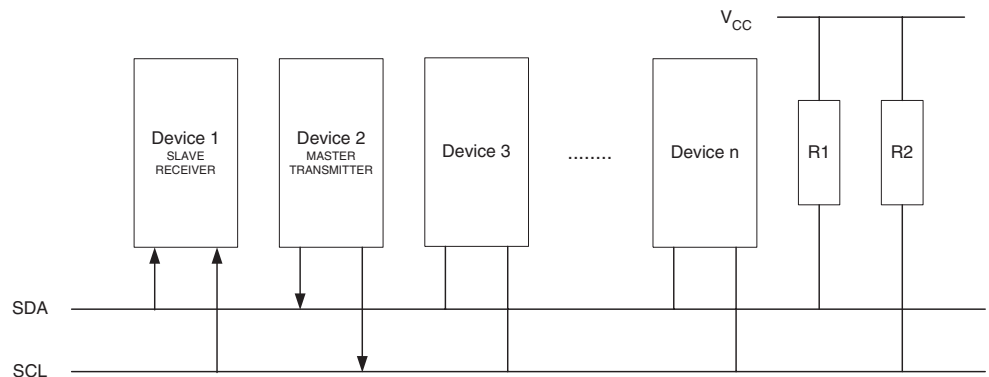 VCC
Device 1
SLAVE
RECEIVER
Device 2
MASTER
TRANSMITTER
Device 3
........
Device n
R1
R2
SDA
SCL